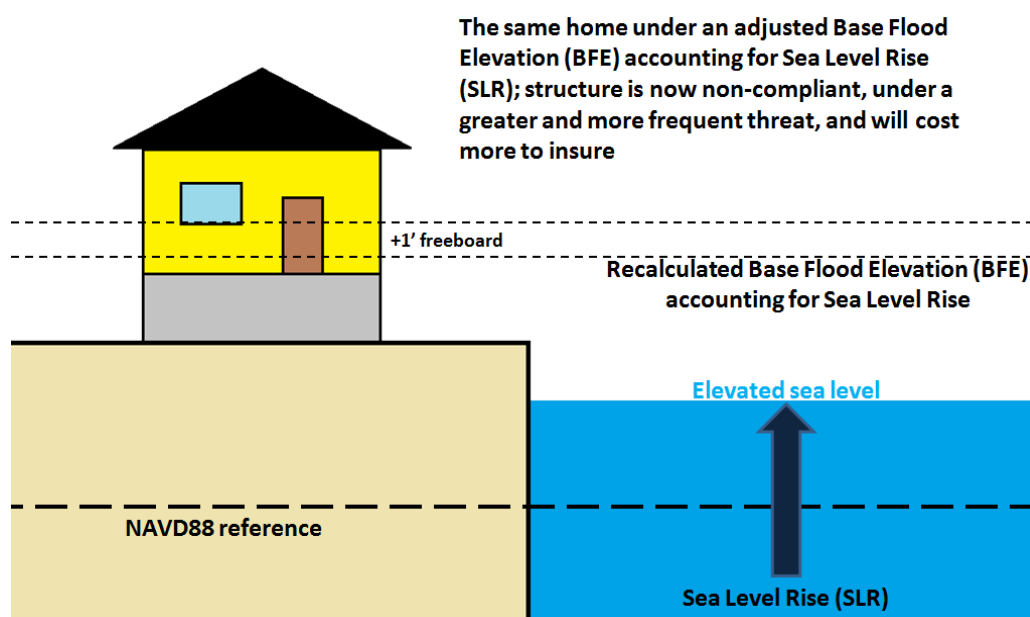 The same home under an adjusted Base Flood
Elevation (BFE) accounting for Sea Level Rise
(SLR); structure is now non-compliant, under a
greater and more frequent threat, and will cost
more to insure
+1’ freeboard
Recalculated Base Flood Elevation (BFE)
accounting for Sea Level Rise
Elevated sea level
NAVD88 reference
Sea Level Rise (SLR)